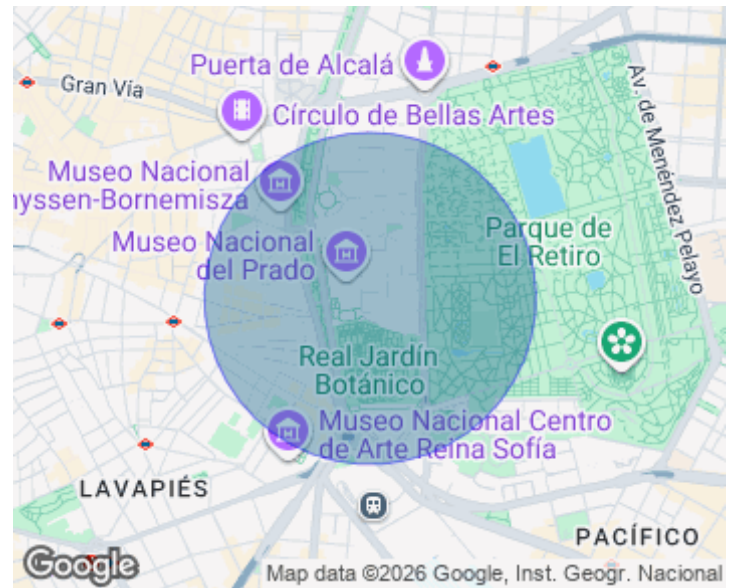 Puerta de Alcalá
Gran Vía
Círculo de Bellas Artes
Av. de Menéndez Pelayo
Museo Nacional
nyssen-Bornemisza
Museo Nacional
del Prado
Parque de
El Retiro
Real Jardín
Botánico
Museo Nacional Centro
de Arte Reina Sofía
LAVAPIÉS
PACÍFICO
Google
Map data ©2026 Google, Inst. Geogr. Nacional